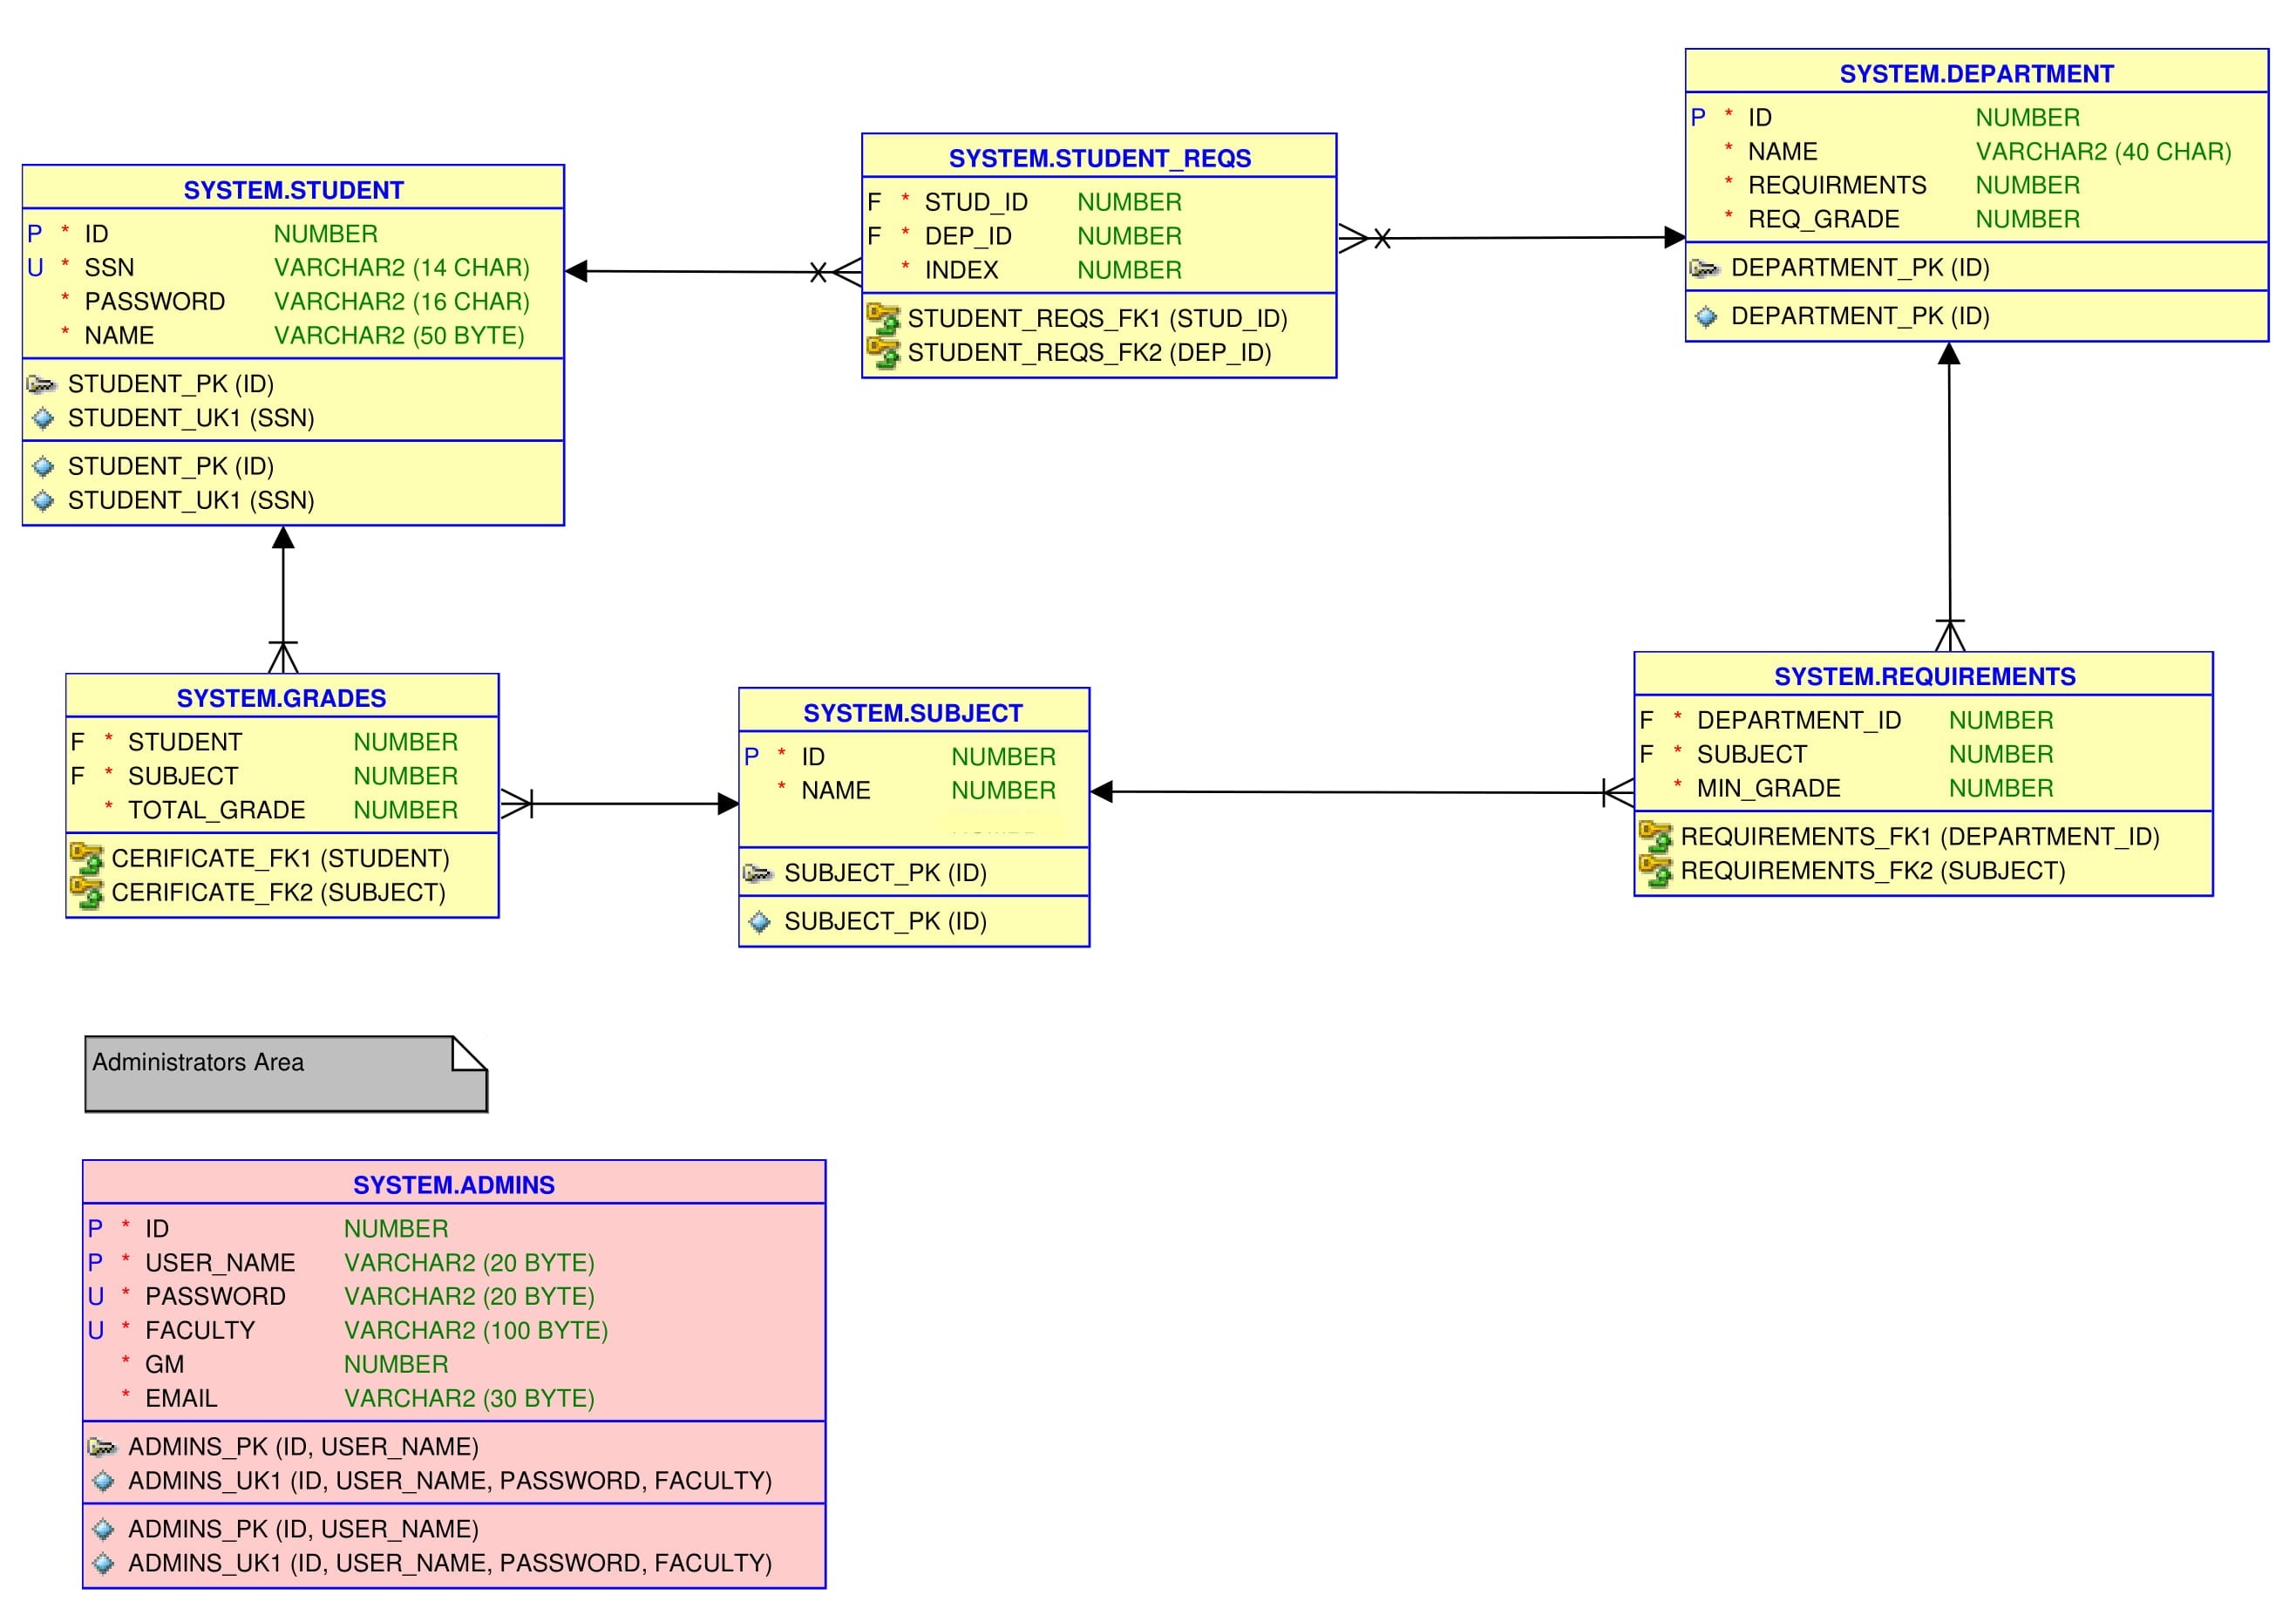 SYSTEM.STUDENT
P * ID NUMBER
U * SSN VARCHAR2 (14 CHAR)
* PASSWORD VARCHAR2 (16 CHAR)
* NAME VARCHAR2 (50 BYTE)
STUDENT_PK (ID)
STUDENT_UK1 (SSN)
STUDENT_PK (ID)
STUDENT_UK1 (SSN)
SYSTEM.STUDENT_REQS
F * STUD_ID NUMBER
F * DEP_ID NUMBER
* INDEX NUMBER
STUDENT_REQS_FK1 (STUD_ID)
STUDENT_REQS_FK2 (DEP_ID)
SYSTEM.DEPARTMENT
P * ID NUMBER
* NAME VARCHAR2 (40 CHAR)
* REQUIRMENTS NUMBER
* REQ_GRADE NUMBER
DEPARTMENT_PK (ID)
DEPARTMENT_PK (ID)
SYSTEM.GRADES
F * STUDENT NUMBER
F * SUBJECT NUMBER
* TOTAL_GRADE NUMBER
CERIFICATE_FK1 (STUDENT)
CERIFICATE_FK2 (SUBJECT)
SYSTEM.SUBJECT
P * ID NUMBER
* NAME NUMBER
SUBJECT_PK (ID)
SUBJECT_PK (ID)
SYSTEM.REQUIREMENTS
F * DEPARTMENT_ID NUMBER
F * SUBJECT NUMBER
* MIN_GRADE NUMBER
REQUIREMENTS_FK1 (DEPARTMENT_ID)
REQUIREMENTS_FK2 (SUBJECT)
Administrators Area
SYSTEM.ADMINS
P * ID NUMBER
P * USER_NAME VARCHAR2 (20 BYTE)
U * PASSWORD VARCHAR2 (20 BYTE)
U * FACULTY VARCHAR2 (100 BYTE)
* GM NUMBER
* EMAIL VARCHAR2 (30 BYTE)
ADMINS_PK (ID, USER_NAME)
ADMINS_UK1 (ID, USER_NAME, PASSWORD, FACULTY)
ADMINS_PK (ID, USER_NAME)
ADMINS_UK1 (ID, USER_NAME, PASSWORD, FACULTY)